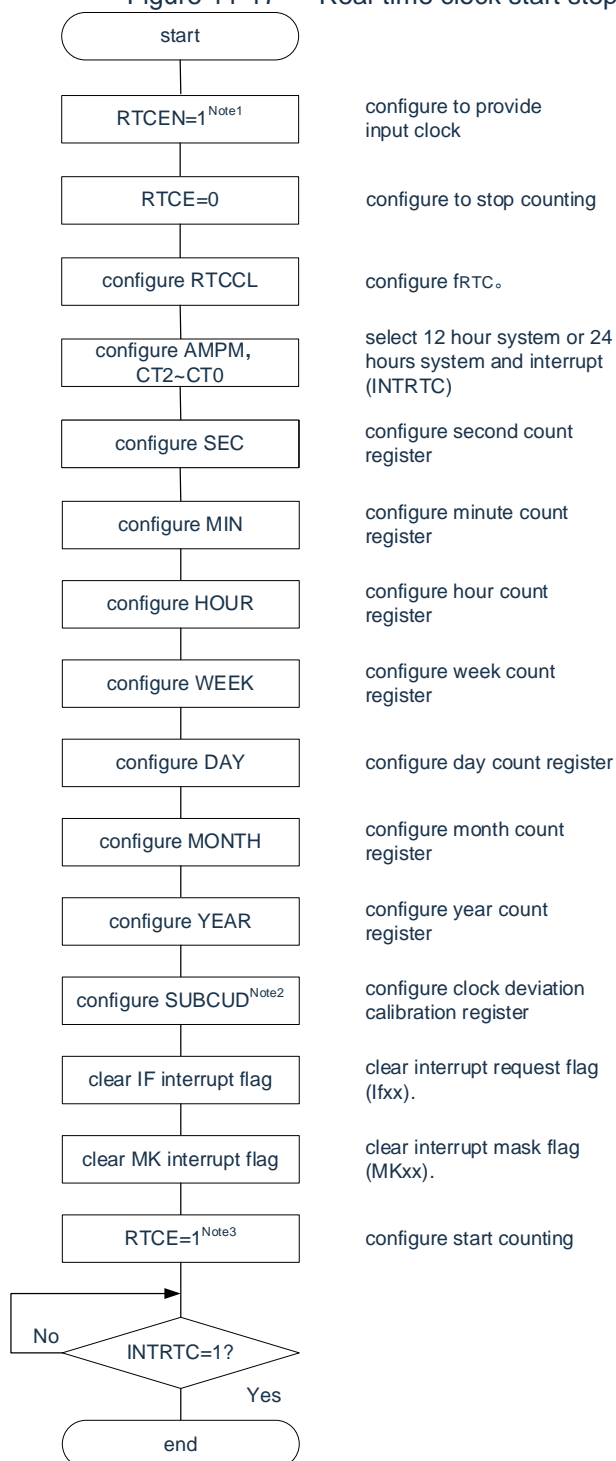 Figure 11-17 Real-time clock start step
start
RTCEN=1Note1
configure to provide
input clock
RTCE=0
configure to stop counting
configure RTCCL
configure fRTC。
configure AMPM,
CT2~CT0
select 12 hour system or 24
hours system and interrupt
(INTRTC)
configure SEC
configure second count
register
configure MIN
configure minute count
register
configure HOUR
configure hour count
register
configure WEEK
configure week count
register
configure DAY
configure day count register
configure MONTH
configure month count
register
configure YEAR
configure year count
register
configure SUBCUDNote2
configure clock deviation
calibration register
clear IF interrupt flag
clear interrupt request flag
(Ifxx).
clear MK interrupt flag
clear interrupt mask flag
(MKxx).
RTCE=1Note3
configure start counting
No
INTRTC=1?
Yes
end